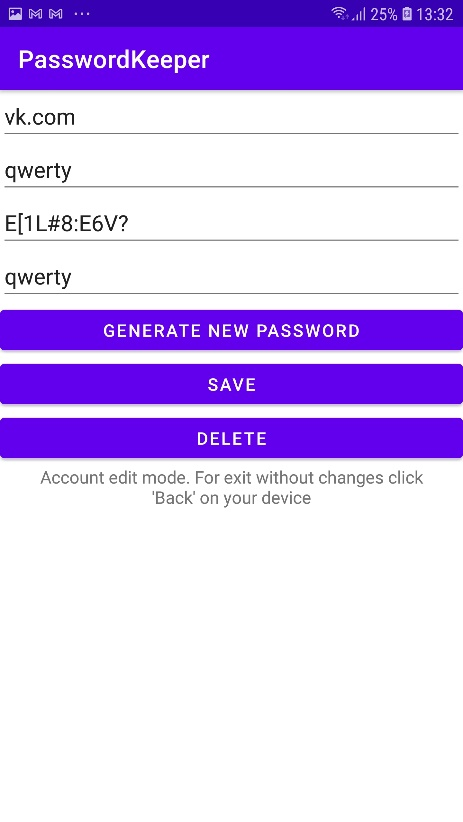 25% 13:32
PasswordKeeper
vk.com
qwerty
E[1L#8:E6V?
qwerty
GENERATE NEW PASSWORD
SAVE
DELETE
Account edit mode. For exit without changes click
'Back' on your device